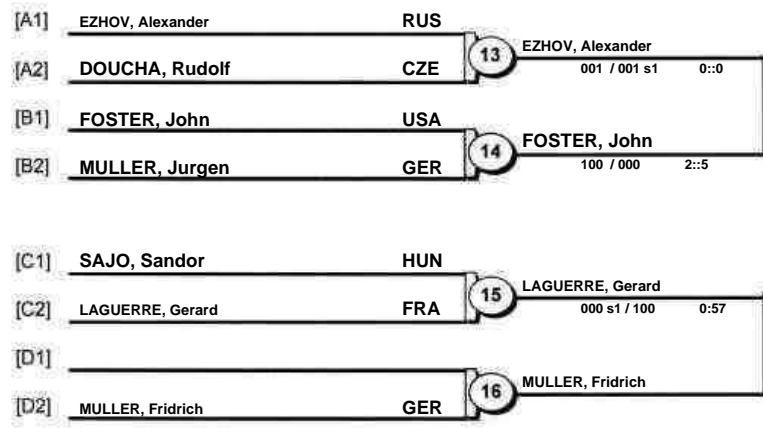 [A1] EZHOV, Alexander RUS
EZHOV, Alexander
13
001 / 001 s1 0::0
[A2] DOUCHA, Rudolf CZE
[B1] FOSTER, John USA
FOSTER, John
14
100 / 000 2::5
[B2] MULLER, Jurgen GER
[C1] SAJO, Sandor HUN
LAGUERRE, Gerard
15
000 s1 / 100 0:57
[C2] LAGUERRE, Gerard FRA
[D1]
MULLER, Fridrich
16
[D2] MULLER, Fridrich GER